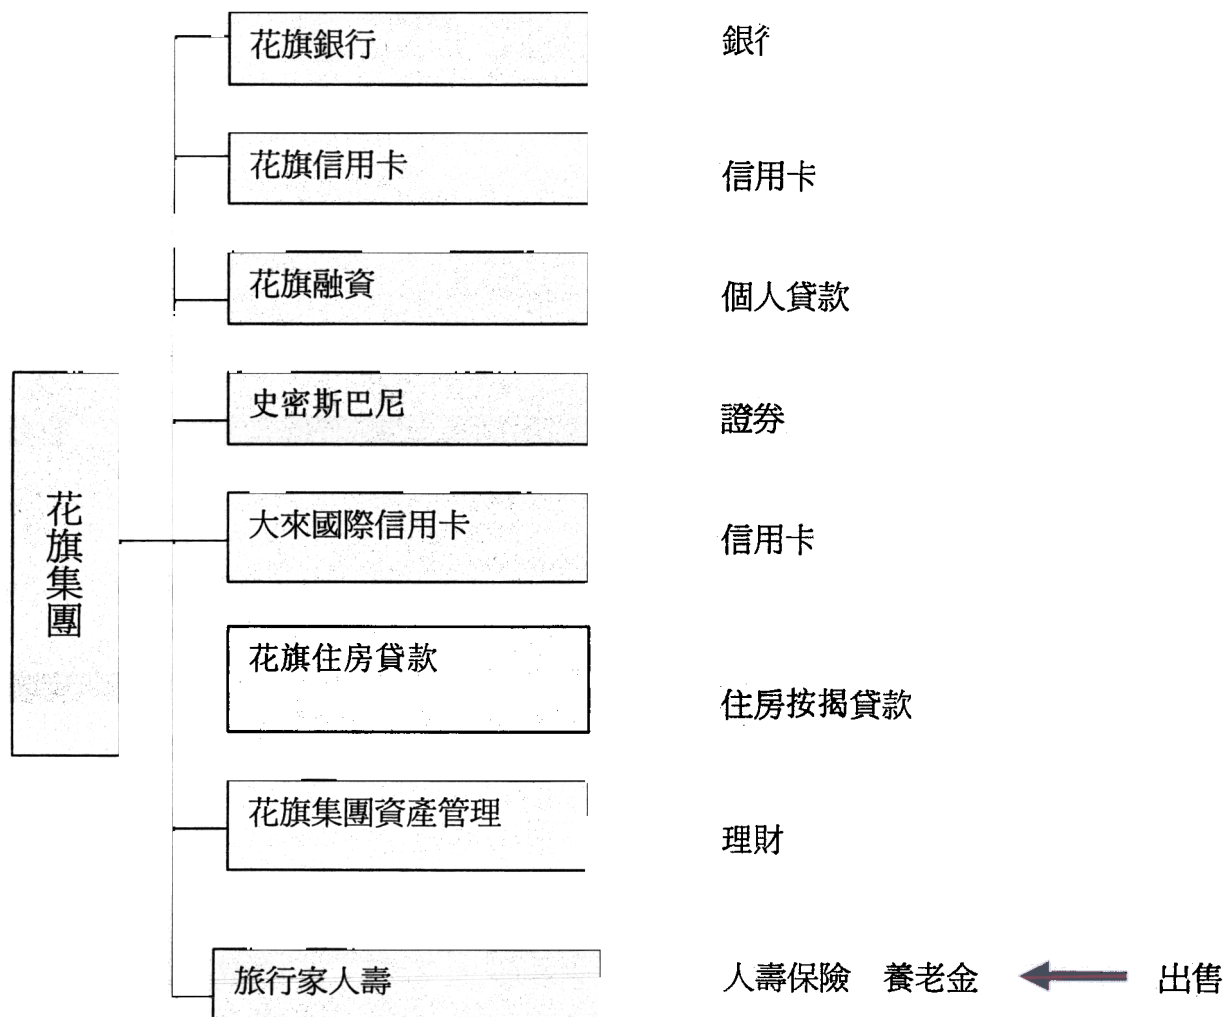 花旗銀行 銀行
花旗信用卡 信用卡
花旗融資 個人貸款
史密斯巴尼 證券
花旗集團
大來國際信用卡 信用卡
花旗住房貸款 住房按揭貸款
花旗集團資產管理 理財
旅行家人壽 人壽保險 養老金 出售